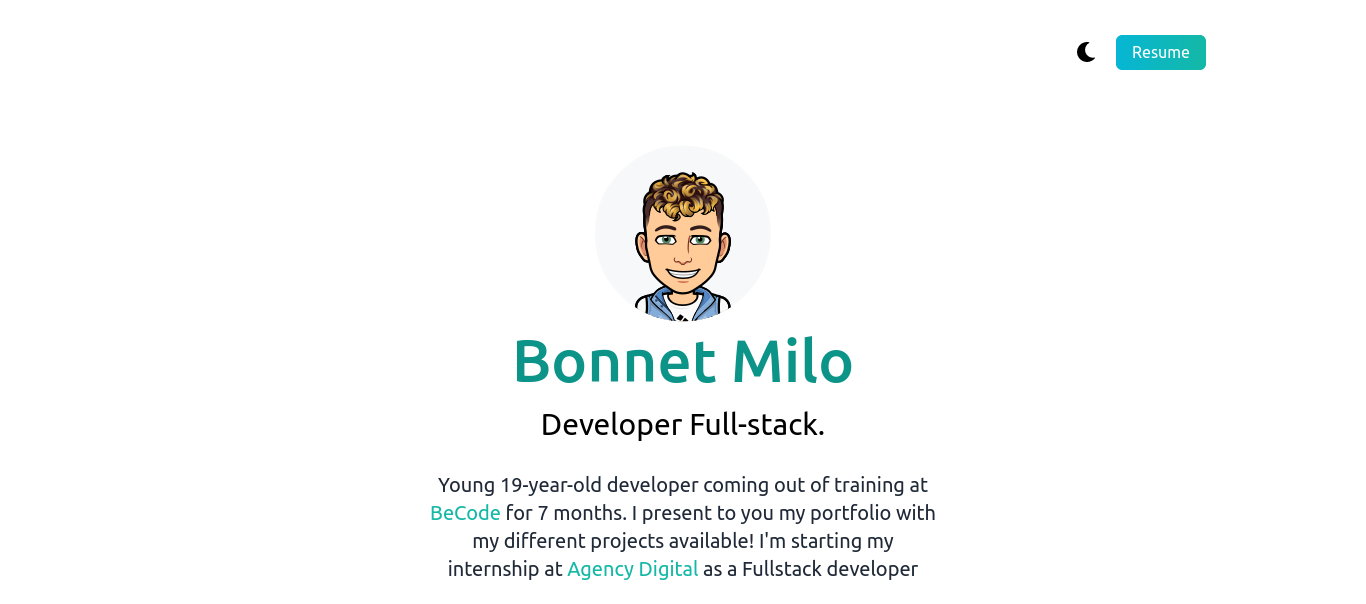 Resume
Bonnet Milo
Developer Full-stack.
Young 19-year-old developer coming out of training at
BeCode for 7 months. I present to you my portfolio with
my different projects available! I'm starting my
internship at Agency Digital as a Fullstack developer